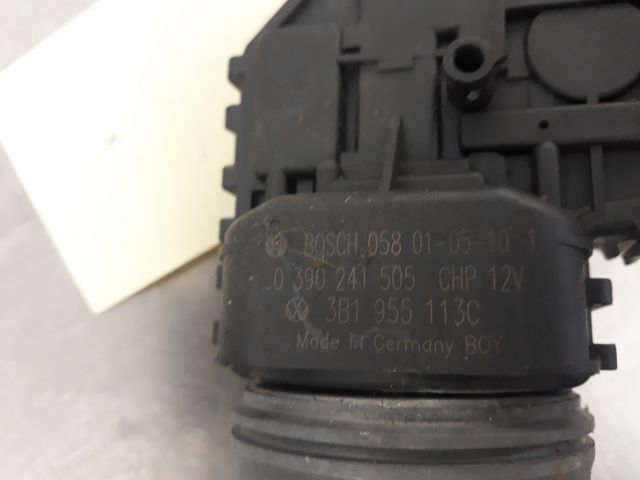 BOSCH 058 01-05-10 1
0 390 241 505 CHP 12V
3B1 955 113C
Made in Germany BOY